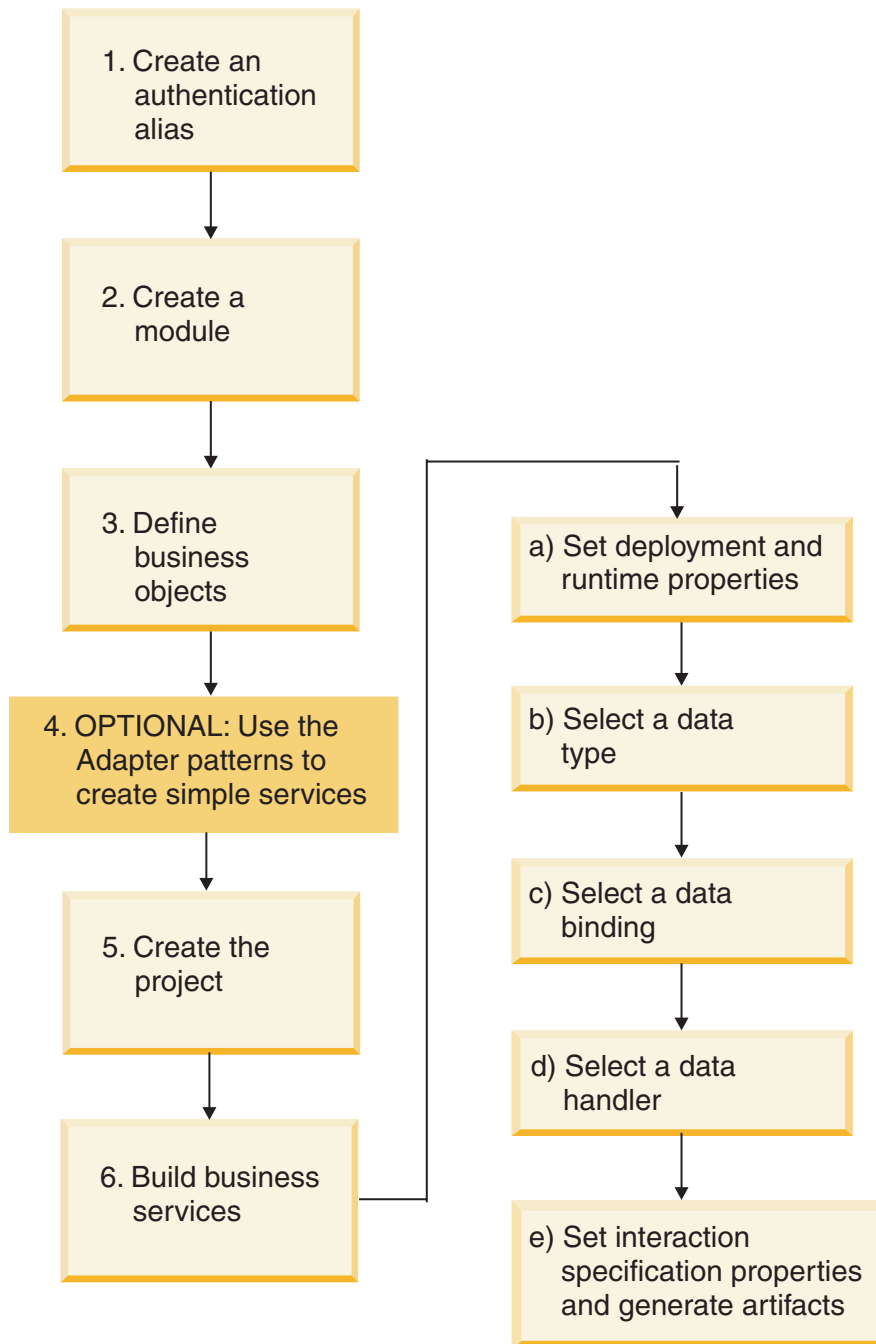 1. Create an
authentication
alias
2. Create a
module
3. Define
business
objects
4. OPTIONAL: Use the
Adapter patterns to
create simple services
5. Create the
project
6. Build business
services
a) Set deployment and
runtime properties
b) Select a data
type
c) Select a data
binding
d) Select a data
handler
e) Set interaction
specification properties
and generate artifacts